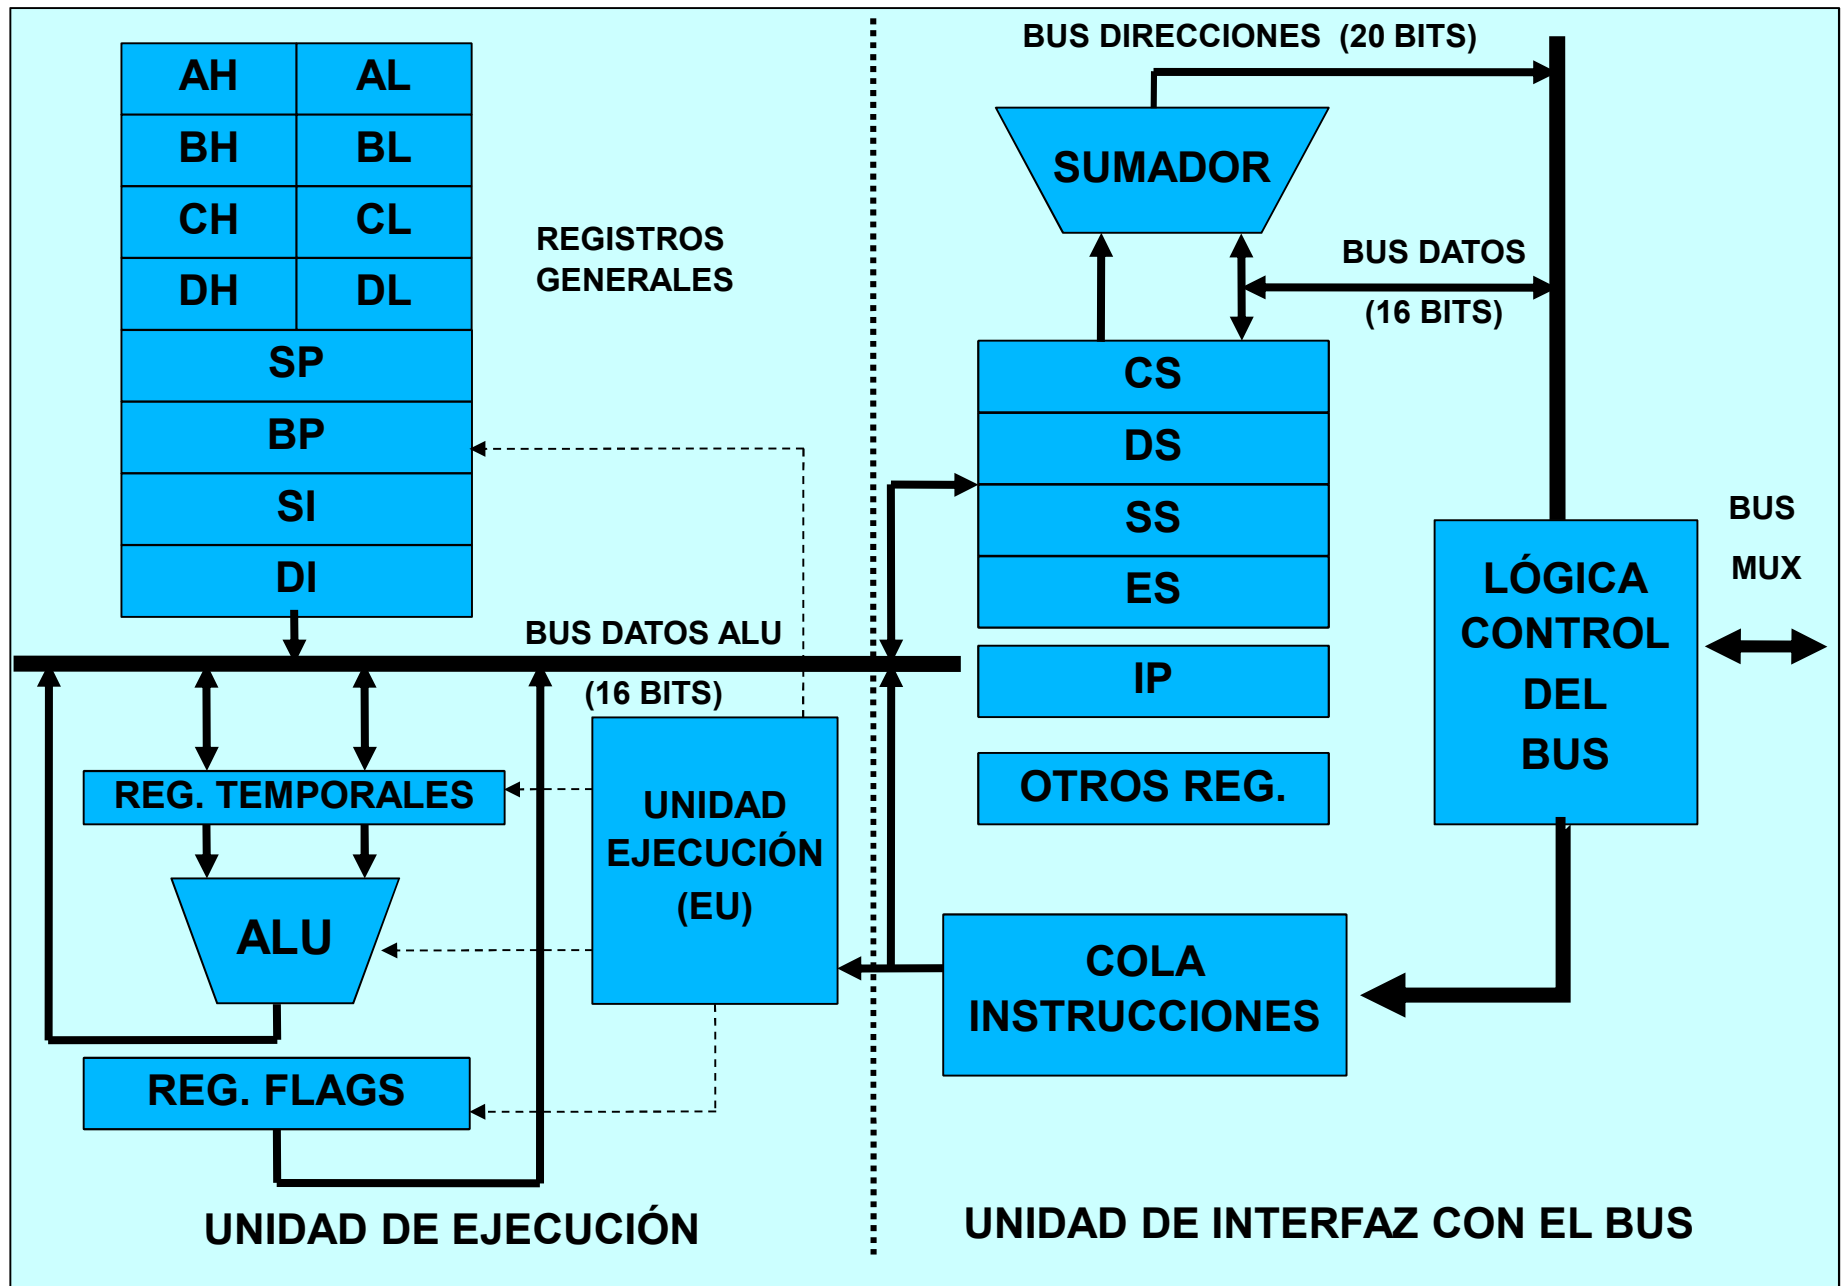 AH AL
BH BL
CH CL
DH DL
SP
BP
SI
DI
REGISTROS
GENERALES
BUS DATOS ALU
(16 BITS)
REG. TEMPORALES
ALU
REG. FLAGS
UNIDAD
EJECUCIÓN
(EU)
UNIDAD DE EJECUCIÓN
BUS DIRECCIONES (20 BITS)
SUMADOR
BUS DATOS
(16 BITS)
CS
DS
SS
ES
IP
OTROS REG.
LÓGICA
CONTROL
DEL
BUS
BUS
MUX
COLA
INSTRUCCIONES
UNIDAD DE INTERFAZ CON EL BUS